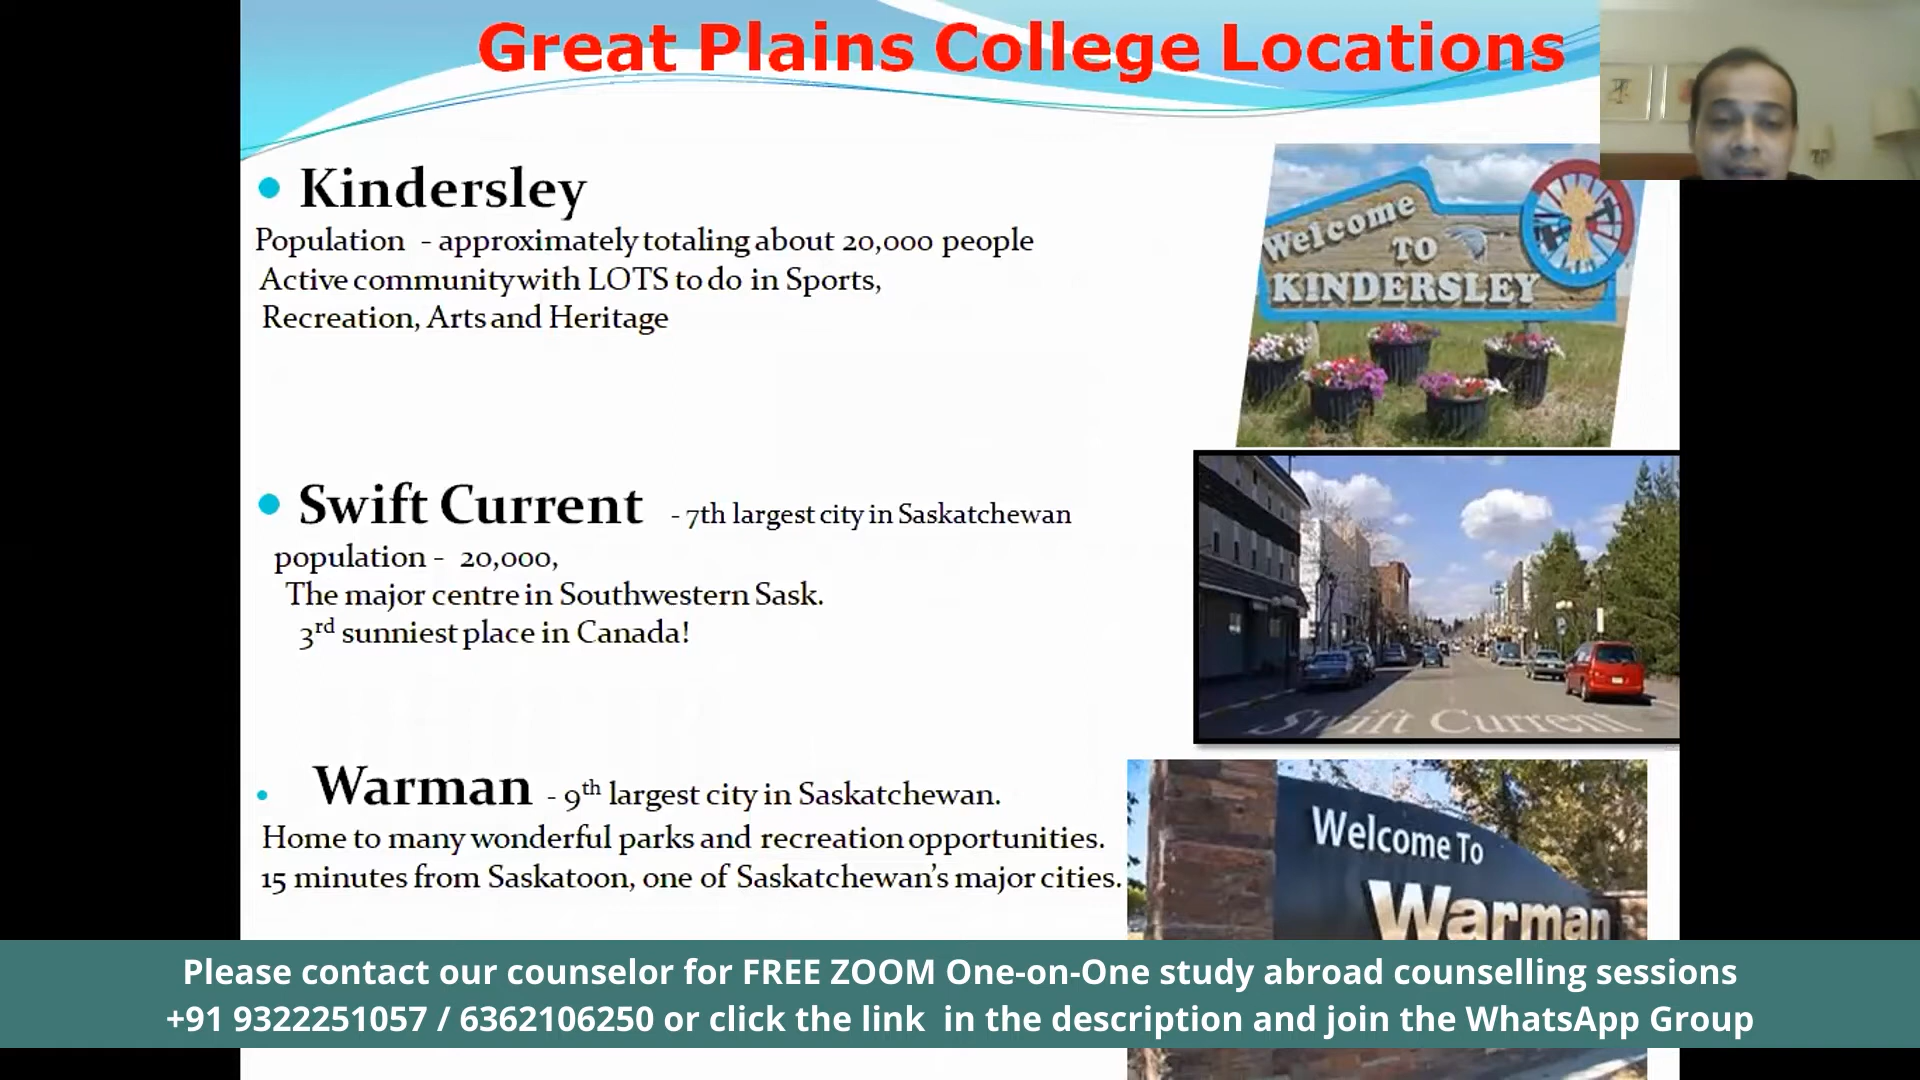 Great Plains College Locations
Kindersley
Population - approximately totaling about 20,000 people
Active community with LOTS to do in Sports,
Recreation, Arts and Heritage
Welcome
TO
KINDERSLEY
Swift Current - 7th largest city in Saskatchewan
population - 20,000,
The major centre in Southwestern Sask.
3rd sunniest place in Canada!
Swift Current
Warman - 9th largest city in Saskatchewan.
Home to many wonderful parks and recreation opportunities.
15 minutes from Saskatoon, one of Saskatchewan's major cities.
Welcome To
Warman
Please contact our counselor for FREE ZOOM One-on-One study abroad counselling sessions
+91 9322251057 / 6362106250 or click the link in the description and join the WhatsApp Group